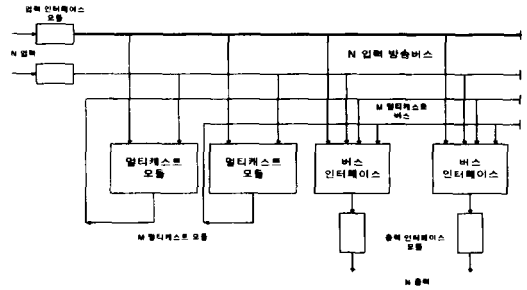 입력 인터페이스
모듈
N 입력
N 입력 방송버스
M 멀티캐스트
버스
멀티캐스트
모듈
멀티캐스트
모듈
버스
인터페이스
버스
인터페이스
M 멀티캐스트 모듈
출력 인터페이스
모듈
N 출력